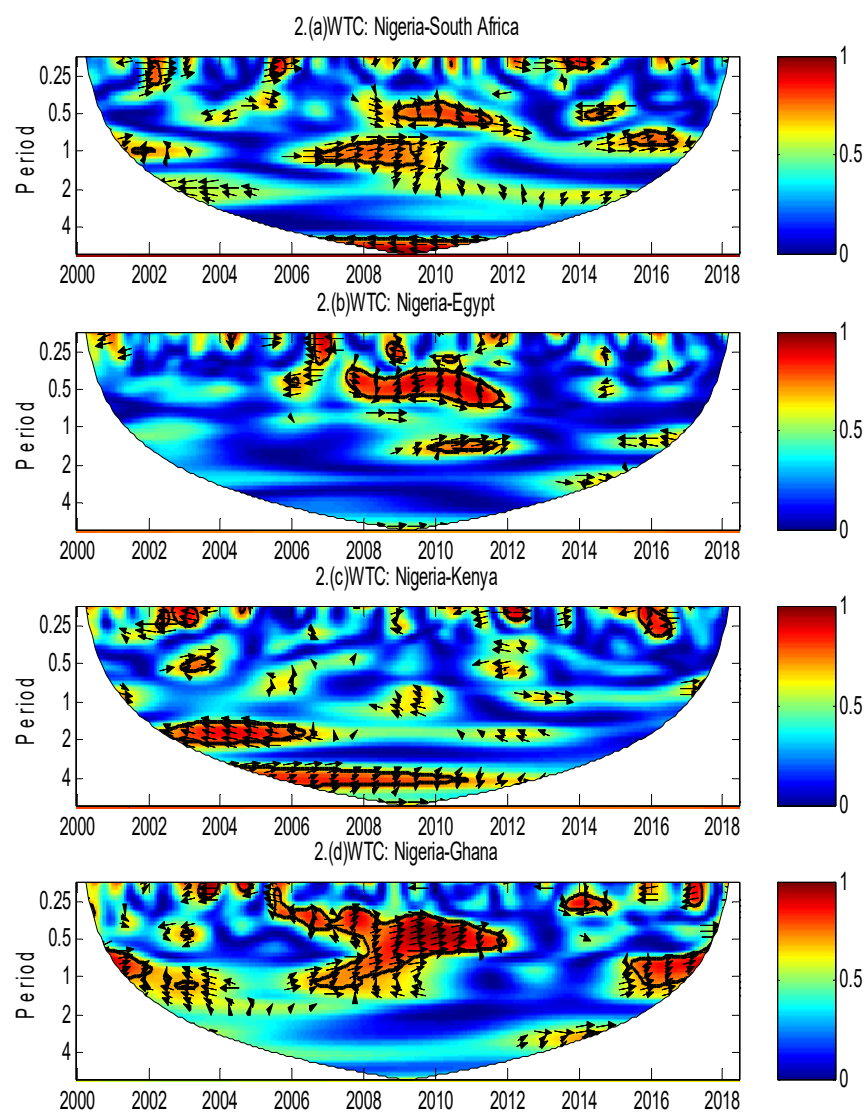 2.(a)WTC: Nigeria-South Africa
Period
0.25
0.5
1
2
4
2000 2002 2004 2006 2008 2010 2012 2014 2016 2018
1
0.5
0
2.(b)WTC: Nigeria-Egypt
Period
0.25
0.5
1
2
4
2000 2002 2004 2006 2008 2010 2012 2014 2016 2018
1
0.5
0
2.(c)WTC: Nigeria-Kenya
Period
0.25
0.5
1
2
4
2000 2002 2004 2006 2008 2010 2012 2014 2016 2018
1
0.5
0
2.(d)WTC: Nigeria-Ghana
Period
0.25
0.5
1
2
4
2000 2002 2004 2006 2008 2010 2012 2014 2016 2018
1
0.5
0